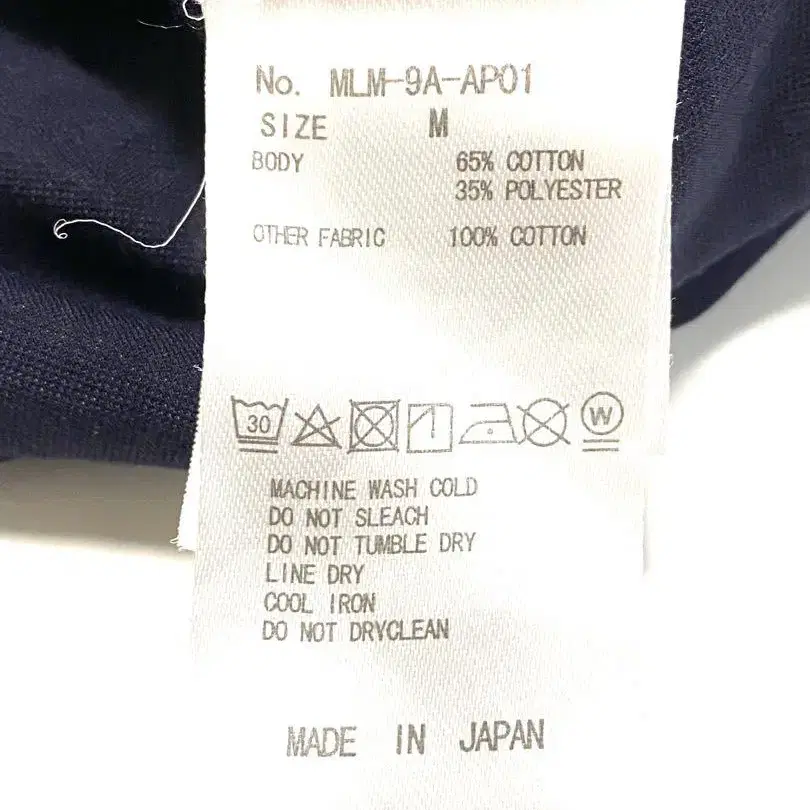 No. MLM-9A-AP01
SIZE M
BODY 65% COTTON
35% POLYESTER
OTHER FABRIC 100% COTTON
30 W
MACHINE WASH COLD
DO NOT SLEACH
DO NOT TUMBLE DRY
LINE DRY
COOL IRON
DO NOT DRYCLEAN
MADE IN JAPAN